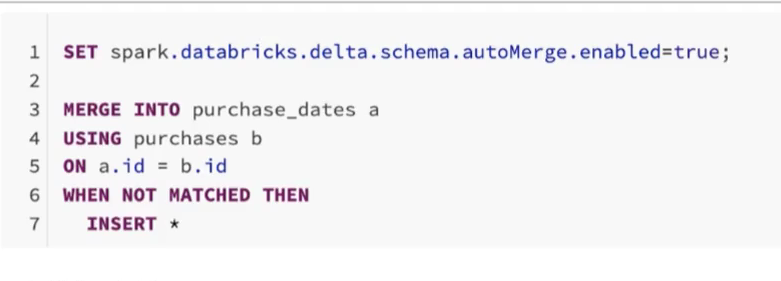 1 SET spark.databricks.delta.schema.autoMerge.enabled=true;
2
3 MERGE INTO purchase_dates a
4 USING purchases b
5 ON a.id = b.id
6 WHEN NOT MATCHED THEN
7 INSERT *